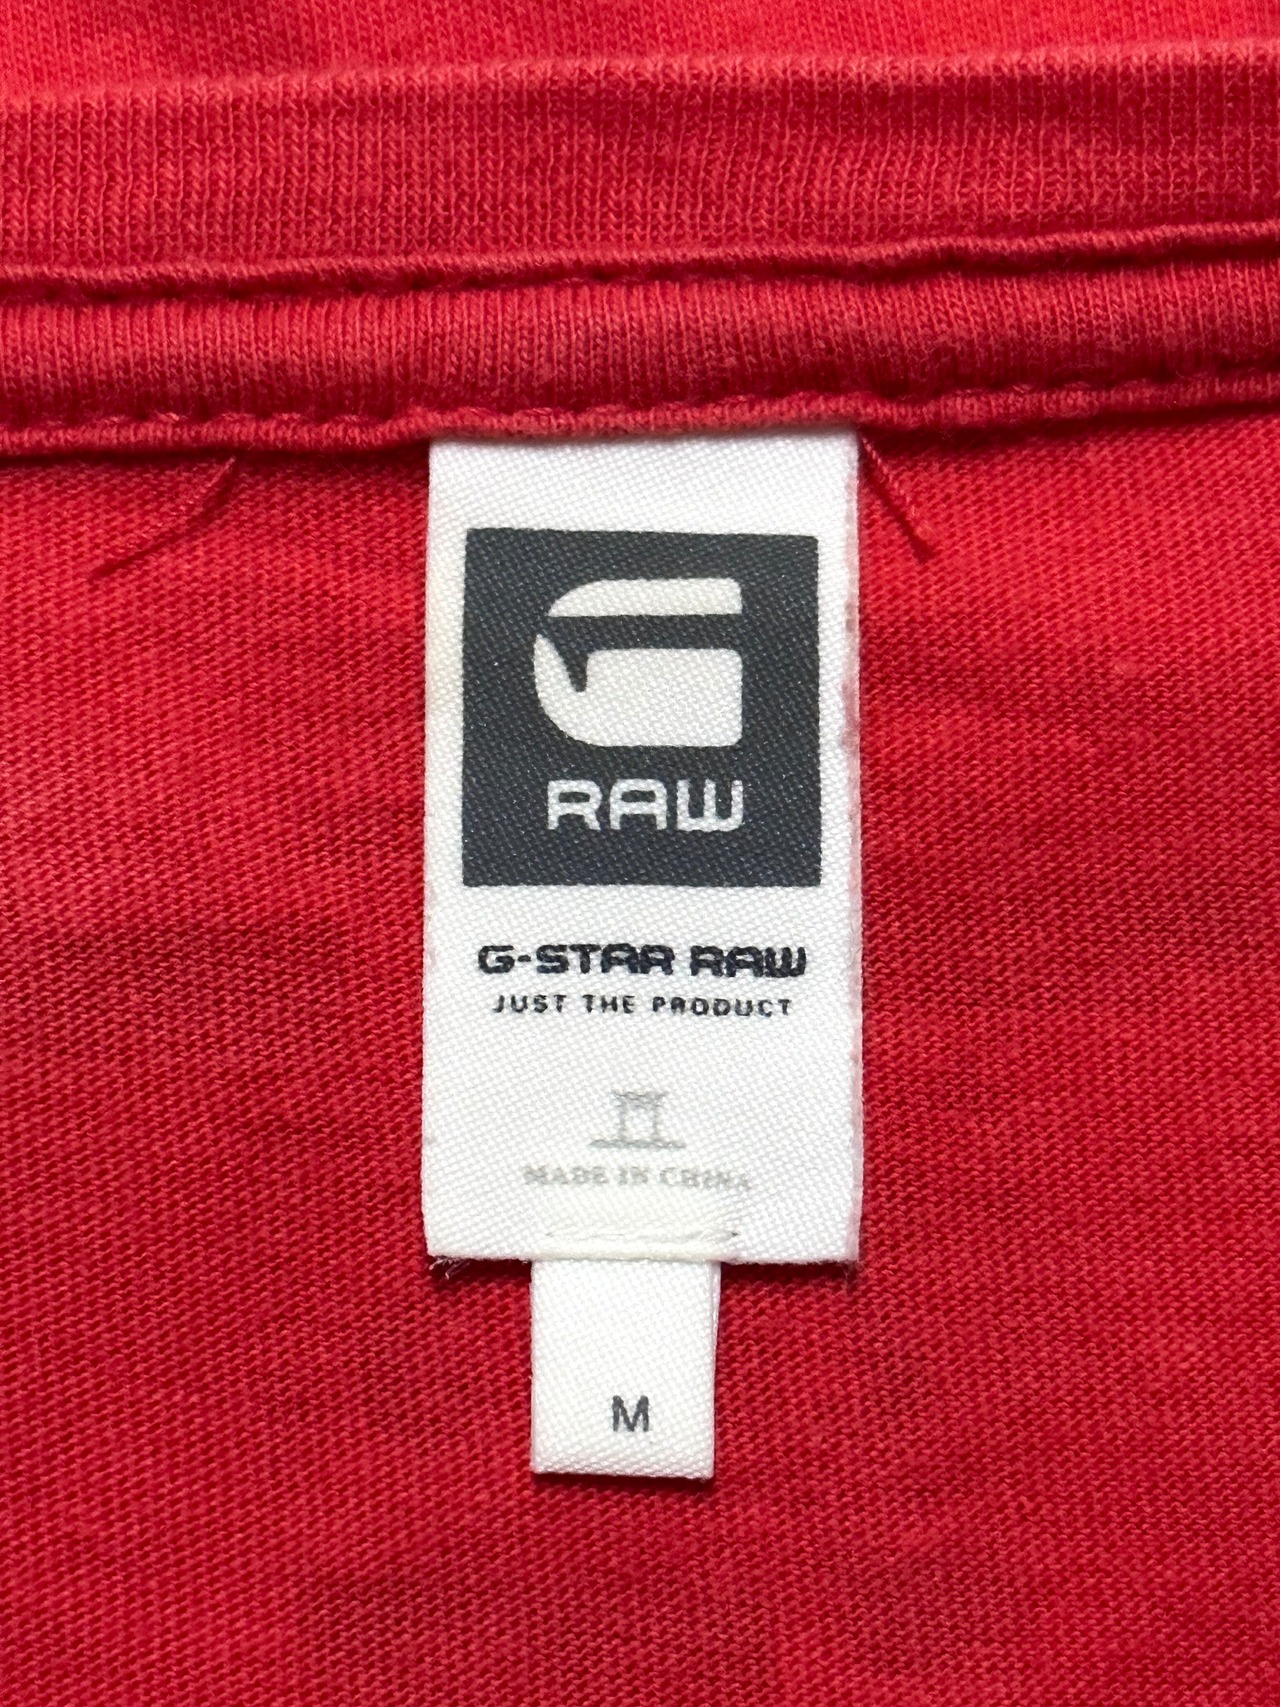 RAW
G-STAR RAW
JUST THE PRODUCT
MADE IN CHINA
M